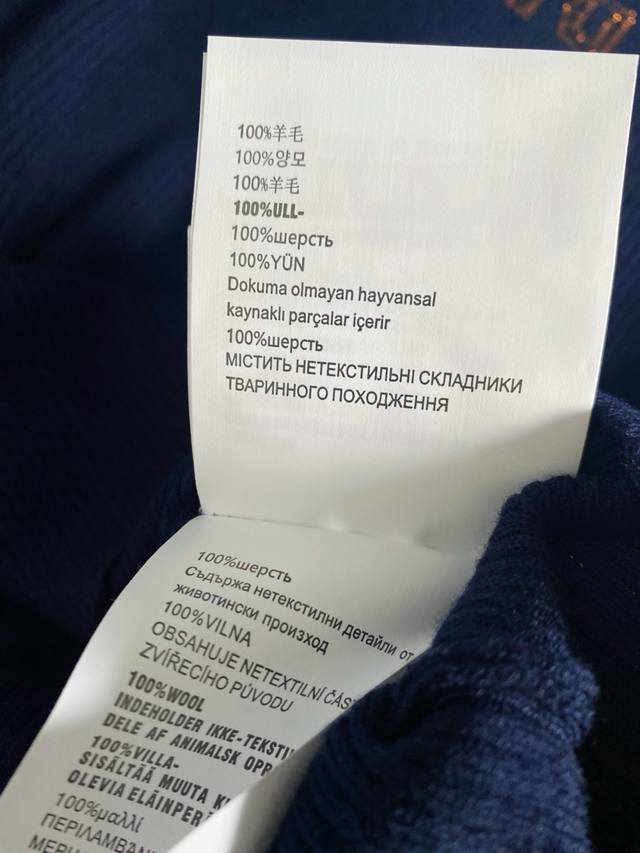 100%羊毛
100%양모
100%羊毛
100%ULL-
100%шерсть
100%YÜN
Dokuma olmayan hayvansal
kaynaklı parçalar içerir
100%шерсть
МІСТИТЬ НЕТЕКСТИЛЬНІ СКЛАДНИКИ
ТВАРИННОГО ПОХОДЖЕННЯ
100%шерсть
Съдържа нетекстилни детайли от
животински произход
100%VILNA
OBSAHUJE NETEXTILNÍ ČÁS
ZVÍŘECÍHO PŮVODU
100%WOOL
INDEHOLDER IKKE-TEKSTI
DELE AF ANIMALSK OPR
100%VILLA-
SISÄLTÄÄ MUUTA K
OLEVIA ELÄINPER
100%μαλλί
ΠΕΡΙΛΑΜΒΑΝ